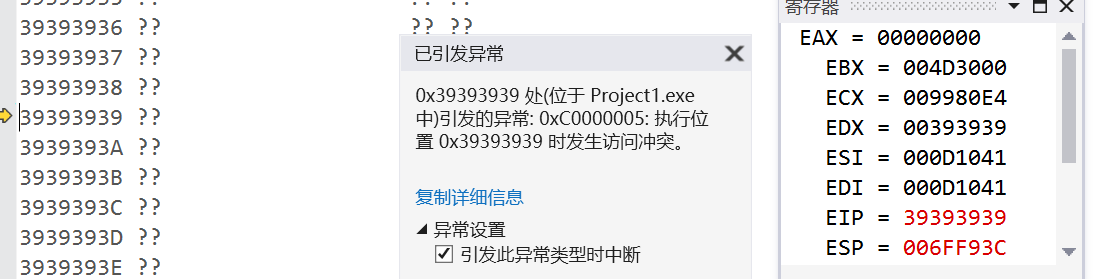 39393935 ??
?? ??
39393936 ??
?? ??
39393937 ??
39393938 ??
39393939 ??
3939393A ??
3939393B ??
3939393C ??
3939393D ??
3939393E ??
已引发异常
0x39393939 处(位于 Project1.exe
中)引发的异常: 0xC0000005: 执行位
置 0x39393939 时发生访问冲突。
复制详细信息
异常设置
引发此异常类型时中断
寄存器
EAX = 00000000
EBX = 004D3000
ECX = 009980E4
EDX = 00393939
ESI = 000D1041
EDI = 000D1041
EIP = 39393939
ESP = 006FF93C